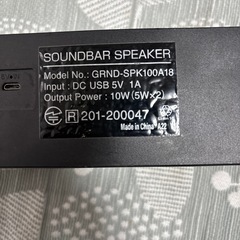 SOUNDBAR SPEAKER
Model No.: GRND-SPK100A18
Input : DC USB 5V 1A
Output Power : 10W (5W×2)
R 201-200047
Made in China A22